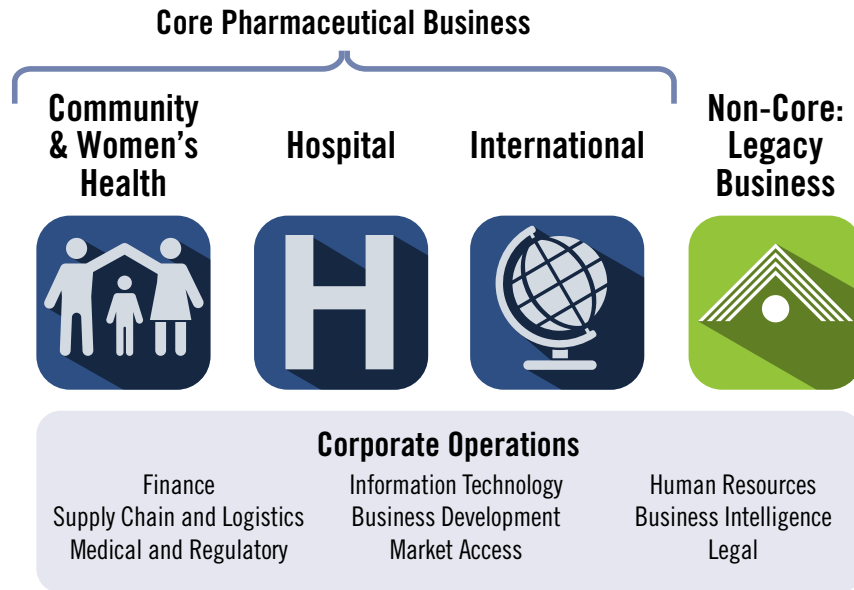 Core Pharmaceutical Business
Community
& Women’s
Health
Hospital
International
Non-Core:
Legacy
Business
H
Corporate Operations
Finance
Supply Chain and Logistics
Medical and Regulatory
Information Technology
Business Development
Market Access
Human Resources
Business Intelligence
Legal